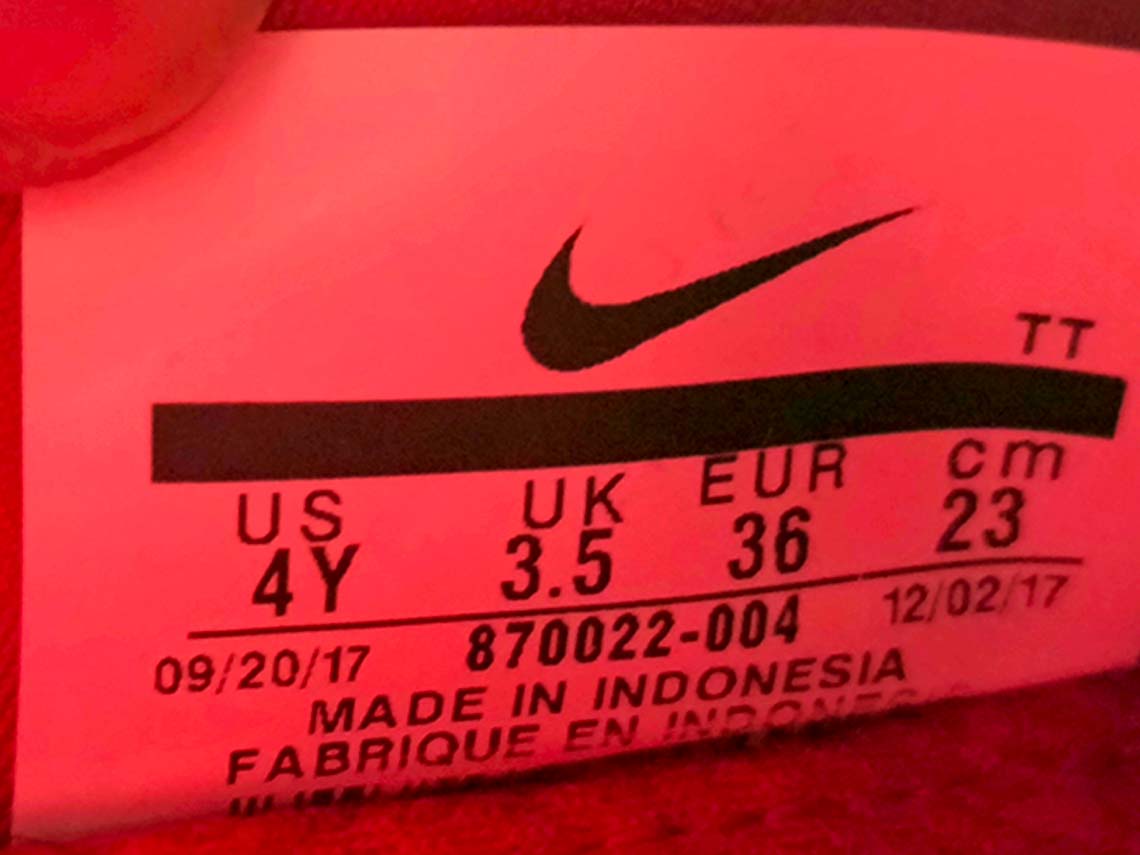 TT
US UK EUR cm
4Y 3.5 36 23
09/20/17 870022-004 12/02/17
MADE IN INDONESIA
FABRIQUE EN INDONESIE